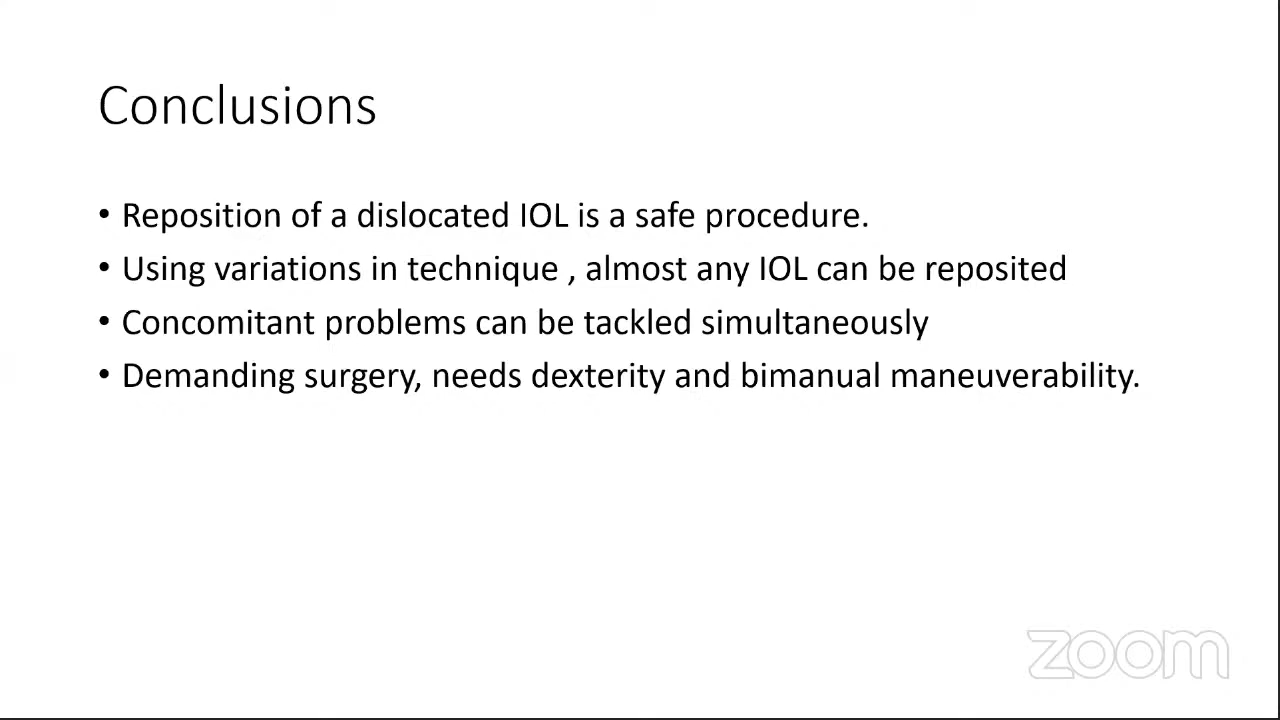 Conclusions
• Reposition of a dislocated IOL is a safe procedure.
• Using variations in technique , almost any IOL can be reposited
• Concomitant problems can be tackled simultaneously
• Demanding surgery, needs dexterity and bimanual maneuverability.
zoom